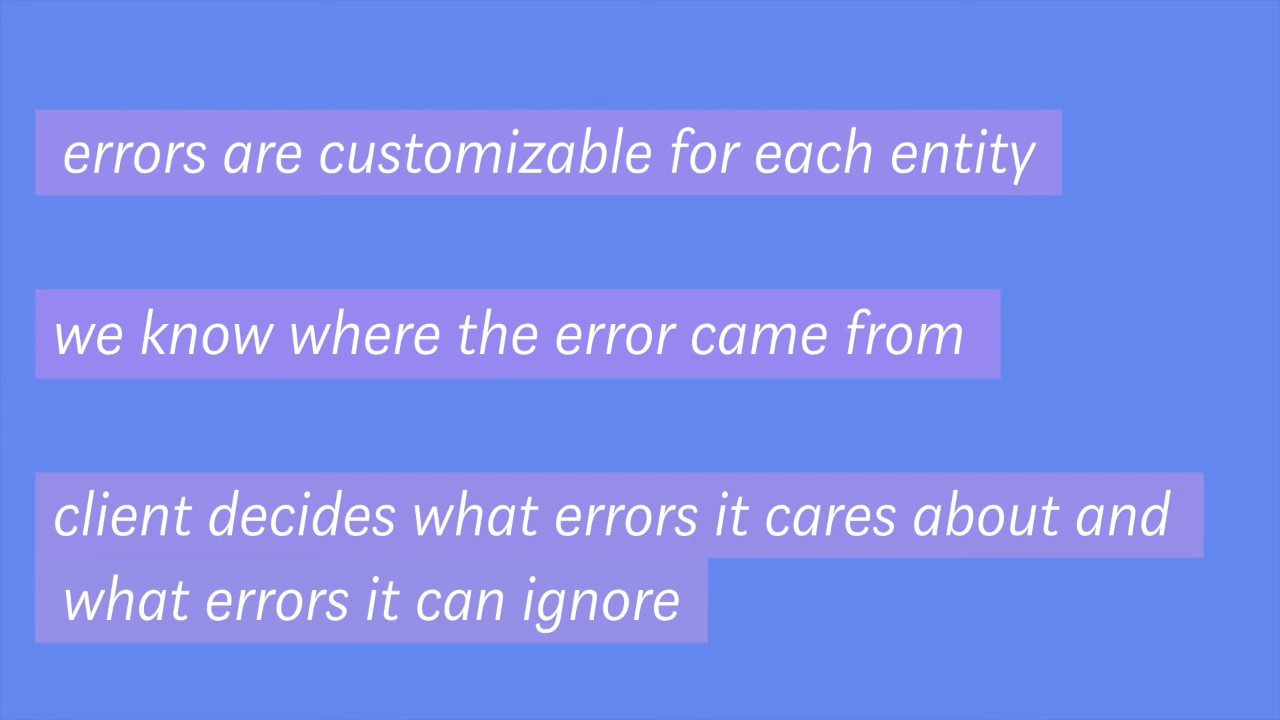 errors are customizable for each entity
we know where the error came from
client decides what errors it cares about and
what errors it can ignore